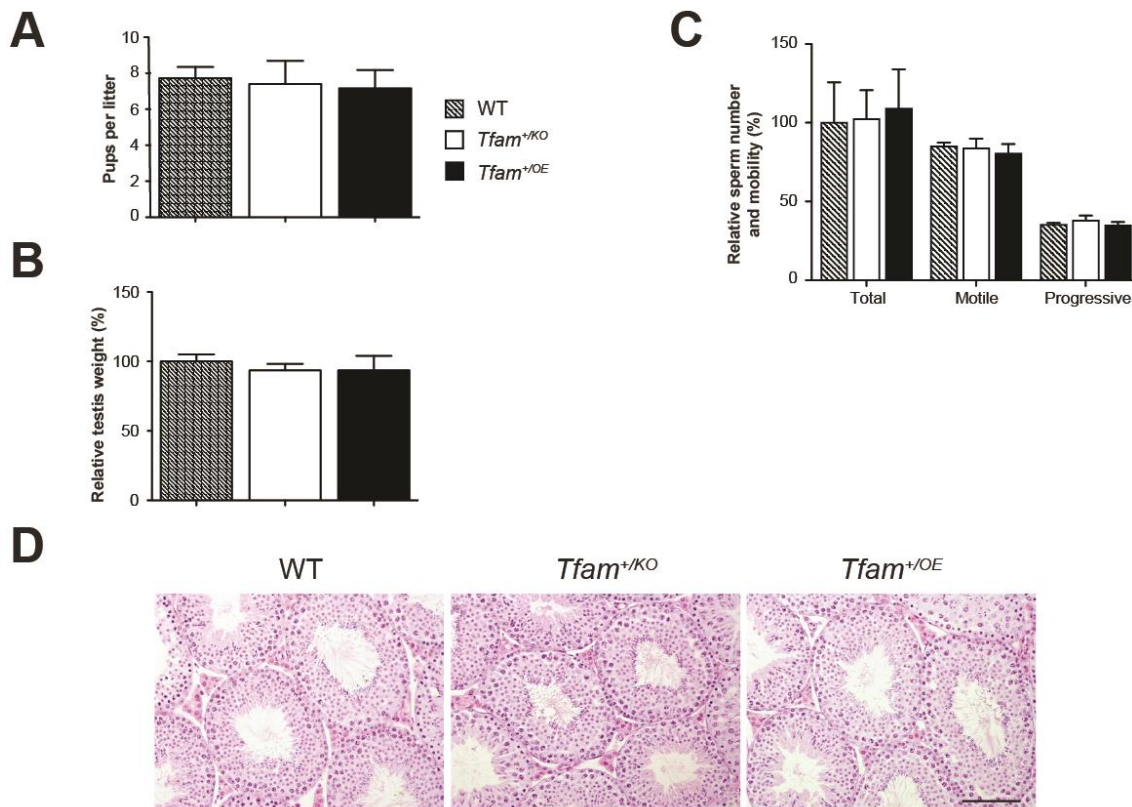 A
Pups per litter
10
8
6
4
2
0
WT
Tfam+/KO
Tfam+/OE
B
Relative testis weight (%)
150
100
50
0
C
Relative sperm number
and mobility (%)
150
100
50
0
Total Motile Progressive
D
WT Tfam+/KO Tfam+/OE